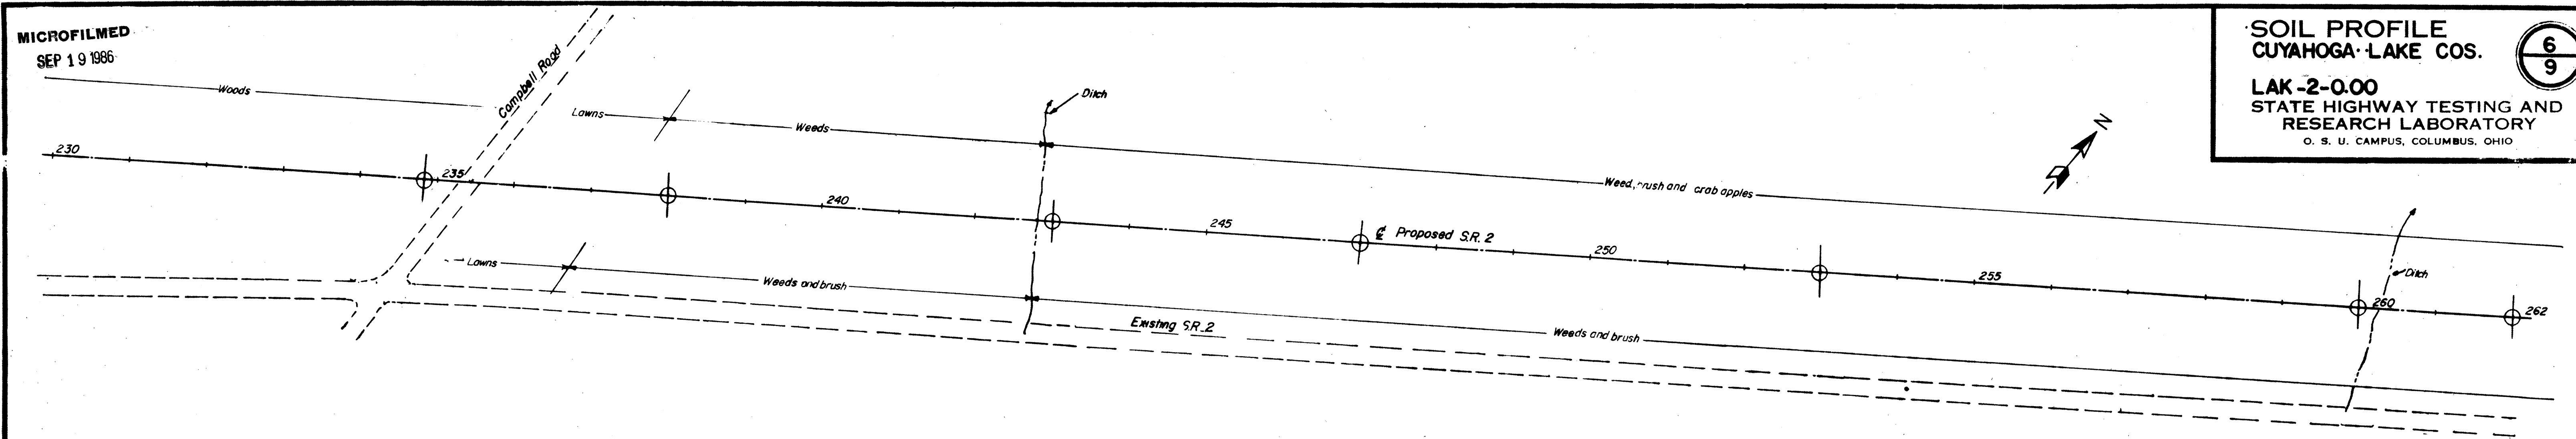 MICROFILMED
SEP 19 1986
SOIL PROFILE
CUYAHOGA-LAKE COS.
6
9
LAK-2-0.00
STATE HIGHWAY TESTING AND
RESEARCH LABORATORY
O. S. U. CAMPUS, COLUMBUS, OHIO
Woods
Campbell Road
Lawns
Weeds
Ditch
N
Weed, rush and crab apples
230
235
240
245
℄ Proposed S.R. 2
250
255
260
262
Ditch
Lawns
Weeds and brush
Existing S.R. 2
Weeds and brush